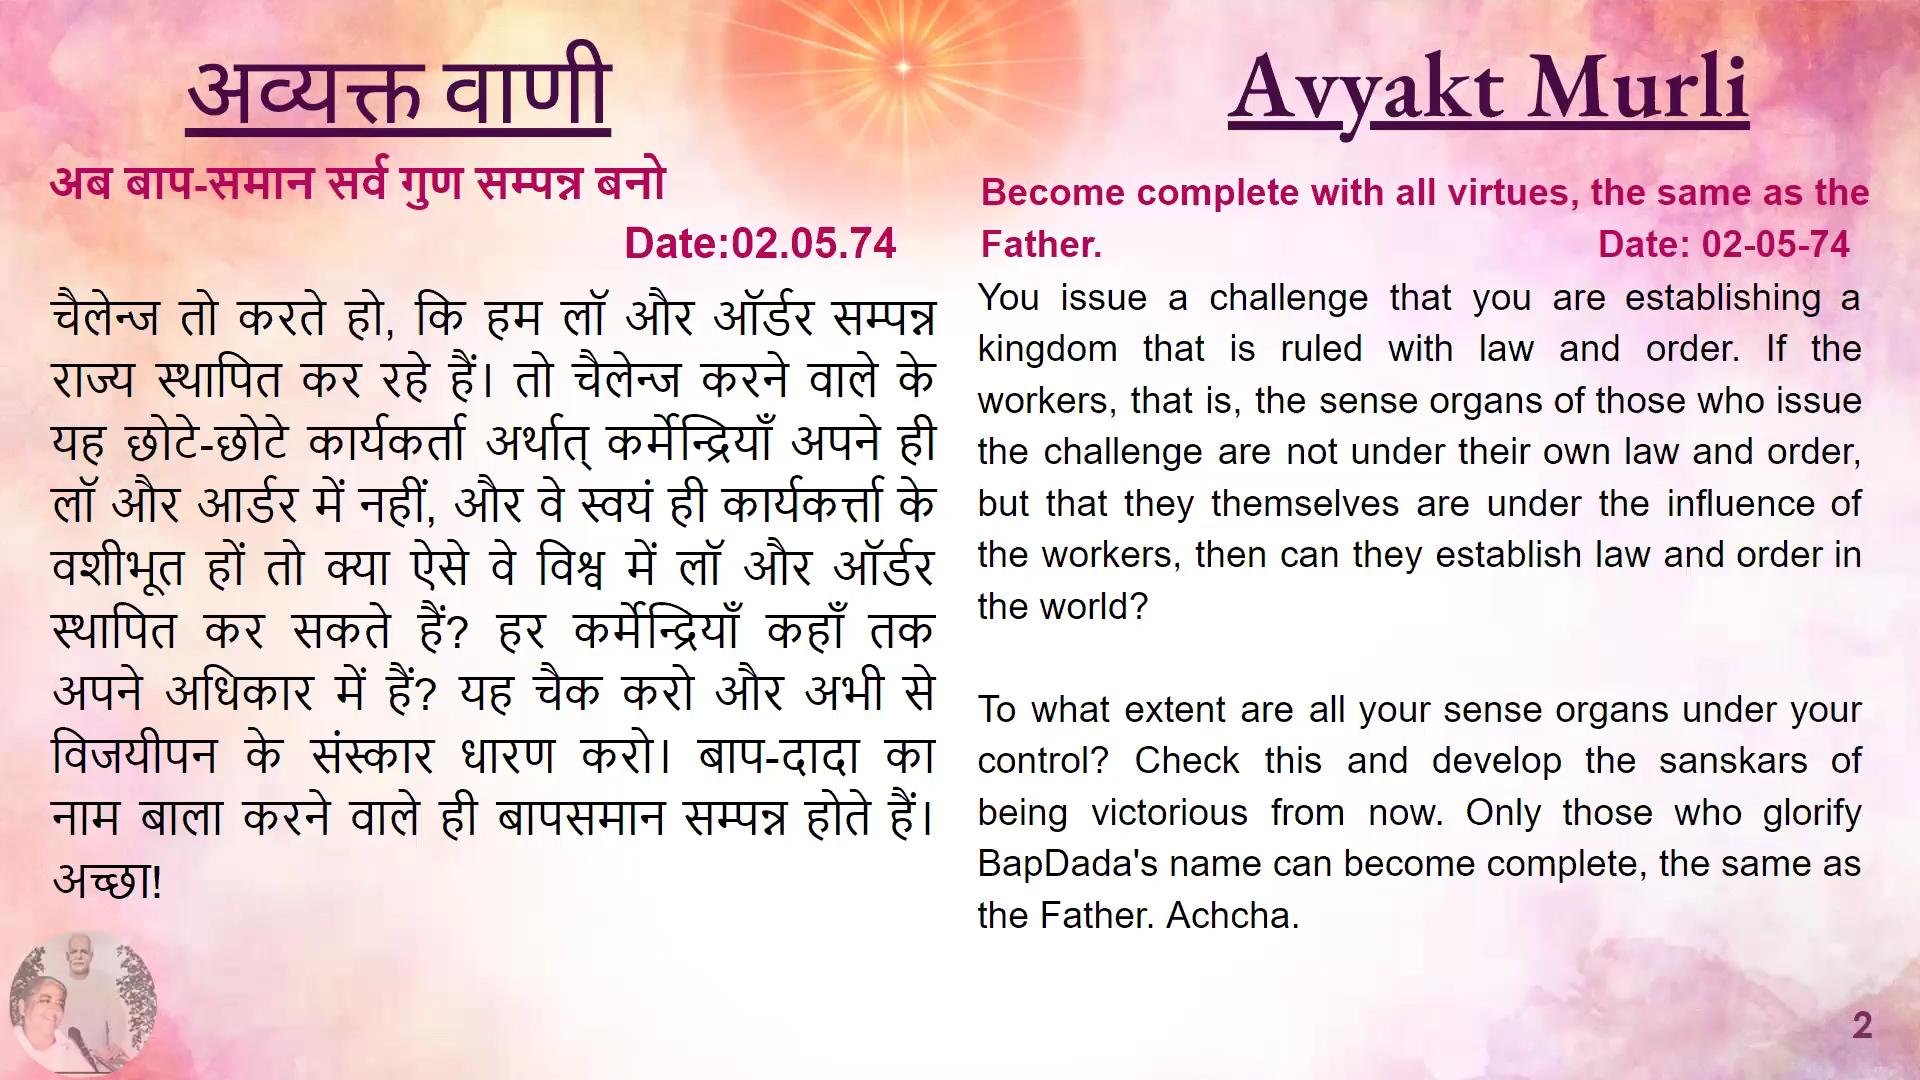 अव्यक्त वाणी
अब बाप-समान सर्व गुण सम्पन्न बनो
Date:02.05.74
चैलेन्ज तो करते हो, कि हम लॉ और ऑर्डर सम्पन्न
राज्य स्थापित कर रहे हैं। तो चैलेन्ज करने वाले के
यह छोटे-छोटे कार्यकर्ता अर्थात् कर्मेन्द्रियाँ अपने ही
लॉ और आर्डर में नहीं, और वे स्वयं ही कार्यकर्त्ता के
वशीभूत हों तो क्या ऐसे वे विश्व में लॉ और ऑर्डर
स्थापित कर सकते हैं? हर कर्मेन्द्रियाँ कहाँ तक
अपने अधिकार में हैं? यह चैक करो और अभी से
विजयीपन के संस्कार धारण करो। बाप-दादा का
नाम बाला करने वाले ही बापसमान सम्पन्न होते हैं।
अच्छा!
Avyakt Murli
Become complete with all virtues, the same as the
Father. Date: 02-05-74
You issue a challenge that you are establishing a
kingdom that is ruled with law and order. If the
workers, that is, the sense organs of those who issue
the challenge are not under their own law and order,
but that they themselves are under the influence of
the workers, then can they establish law and order in
the world?
To what extent are all your sense organs under your
control? Check this and develop the sanskars of
being victorious from now. Only those who glorify
BapDada's name can become complete, the same as
the Father. Achcha.
2